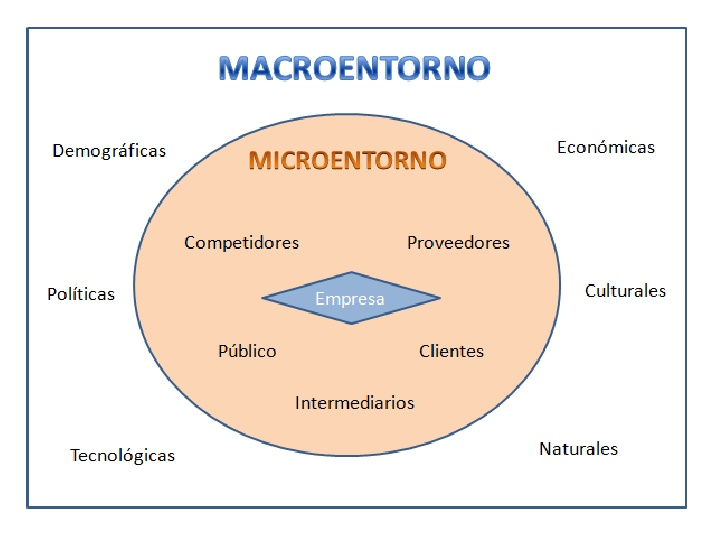 MACROENTORNO
Demográficas
Económicas
MICROENTORNO
Competidores
Proveedores
Políticas
Empresa
Culturales
Público
Clientes
Intermediarios
Tecnológicas
Naturales